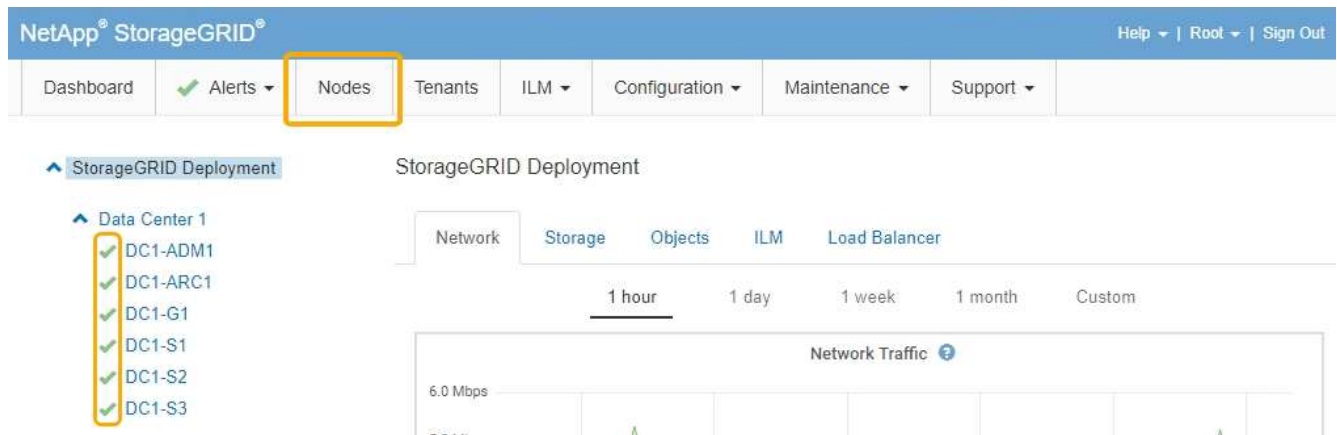 NetApp® StorageGRID®
Help | Root | Sign Out
Dashboard Alerts Nodes Tenants ILM Configuration Maintenance Support
StorageGRID Deployment
StorageGRID Deployment
Data Center 1
DC1-ADM1
DC1-ARC1
DC1-G1
DC1-S1
DC1-S2
DC1-S3
Network Storage Objects ILM Load Balancer
1 hour 1 day 1 week 1 month Custom
Network Traffic
6.0 Mbps